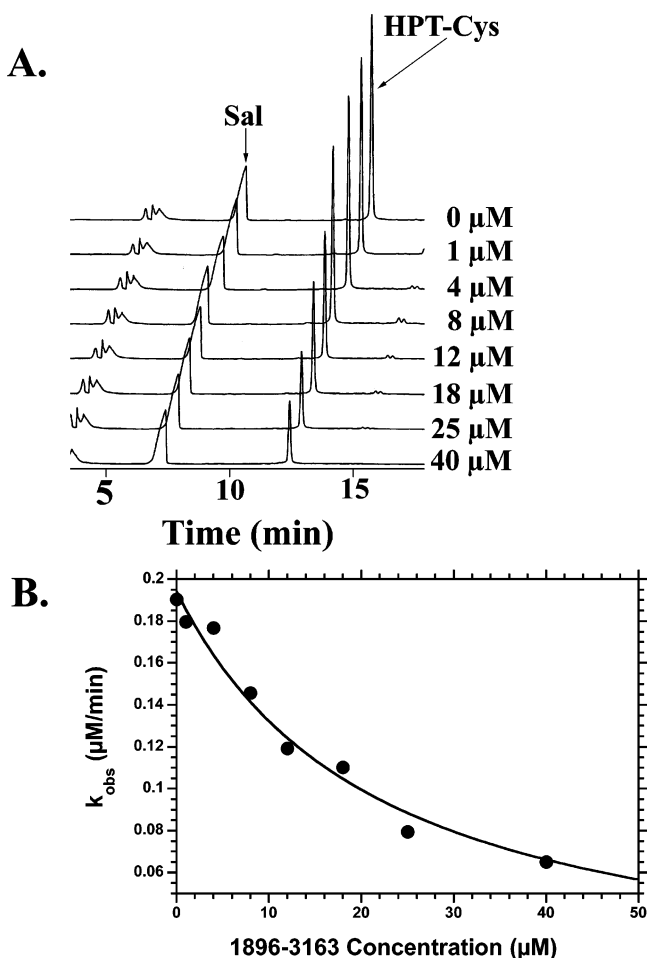 A.
HPT-Cys
Sal
0 µM
1 µM
4 µM
8 µM
12 µM
18 µM
25 µM
40 µM
5 10 15
Time (min)
B.
0.2
0.18
0.16
0.14
0.12
0.1
0.08
0.06
k_obs (µM/min)
0 10 20 30 40 50
1896-3163 Concentration (µM)